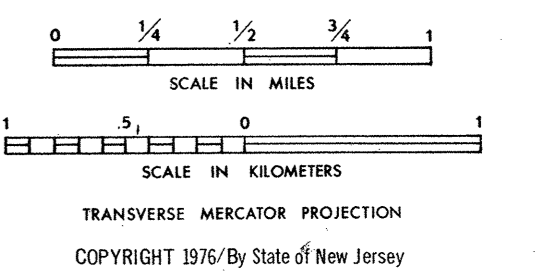 0 1/4 1/2 3/4 1
SCALE IN MILES
1 .5 0 1
SCALE IN KILOMETERS
TRANSVERSE MERCATOR PROJECTION
COPYRIGHT 1976/By State of New Jersey